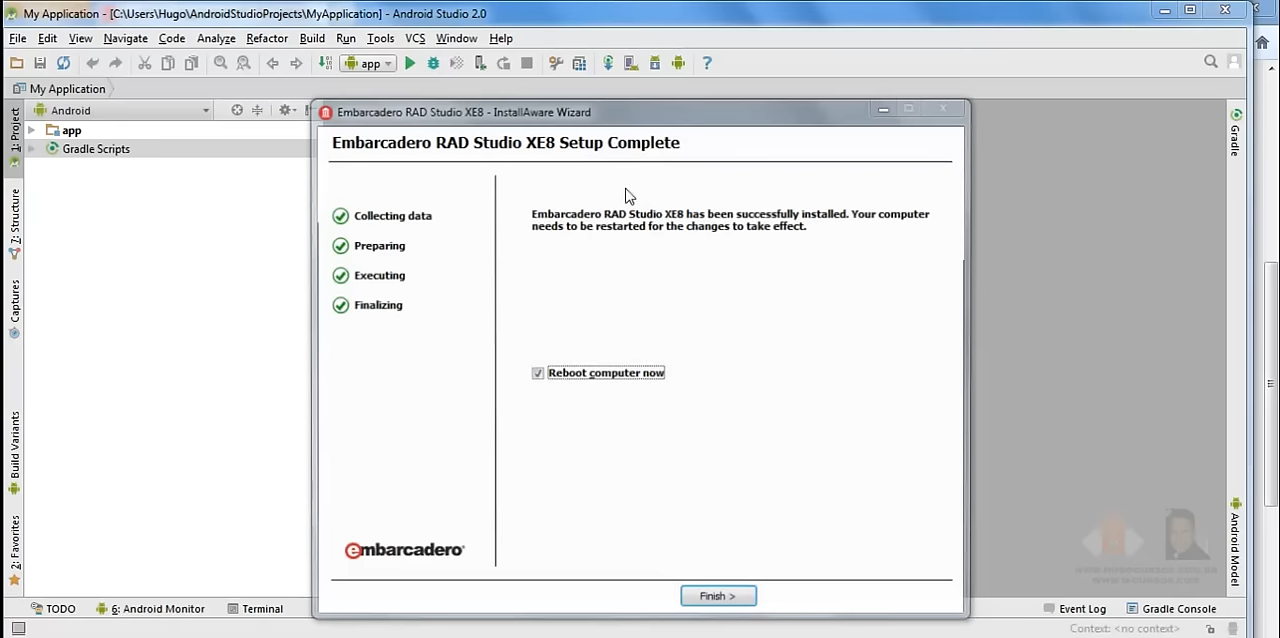 My Application - [C:\Users\Hugo\AndroidStudioProjects\MyApplication] - Android Studio 2.0
File Edit View Navigate Code Analyze Refactor Build Run Tools VCS Window Help
app
My Application
Android
app
Gradle Scripts
1: Project
7: Structure
Captures
Build Variants
2: Favorites
Embarcadero RAD Studio XE8 - InstallAware Wizard
Embarcadero RAD Studio XE8 Setup Complete
Collecting data
Preparing
Executing
Finalizing
Embarcadero RAD Studio XE8 has been successfully installed. Your computer
needs to be restarted for the changes to take effect.
Reboot computer now
embarcadero
Finish >
Gradle
Android Model
TODO 6: Android Monitor Terminal Event Log Gradle Console
Context: <no context>